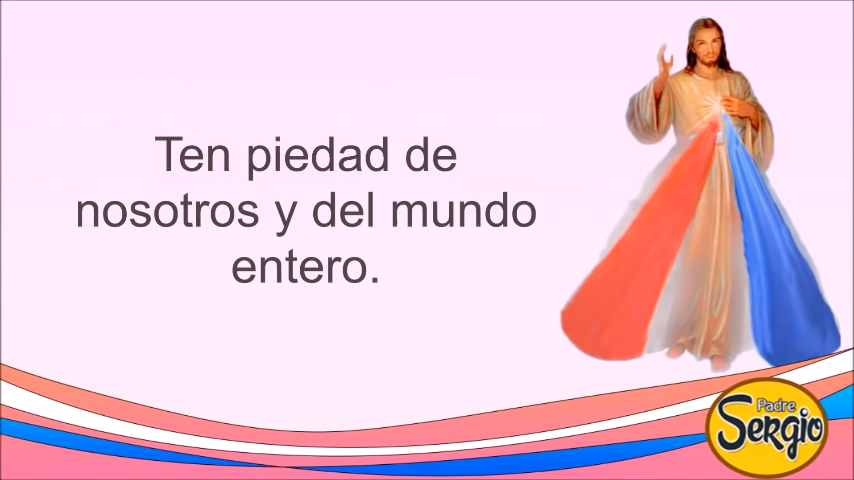 Ten piedad de
nosotros y del mundo
entero.
Padre
Sergio